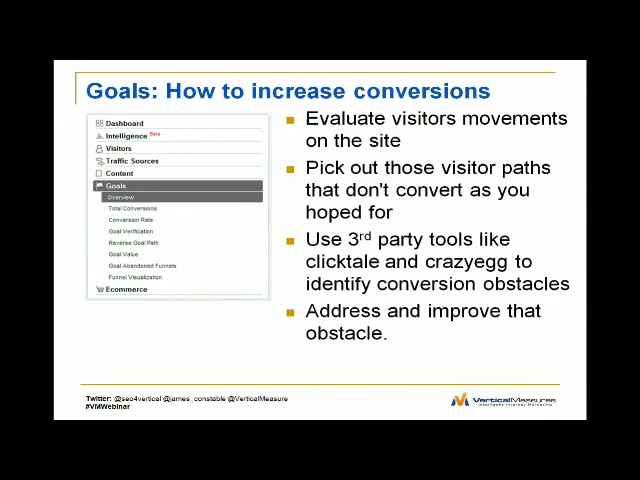 Goals: How to increase conversions
Dashboard
Intelligence Beta
Visitors
Traffic Sources
Content
Goals
Overview
Total Conversions
Conversion Rate
Goal Verification
Reverse Goal Path
Goal Value
Goal Abandoned Funnels
Funnel Visualization
Ecommerce
Evaluate visitors movements
on the site
Pick out those visitor paths
that don't convert as you
hoped for
Use 3rd party tools like
clicktale and crazyegg to
identify conversion obstacles
Address and improve that
obstacle.
Twitter: @seo4vertical @james_constable @VerticalMeasure
#VMWebinar
VerticalMeasures
Intelligent Internet Marketing